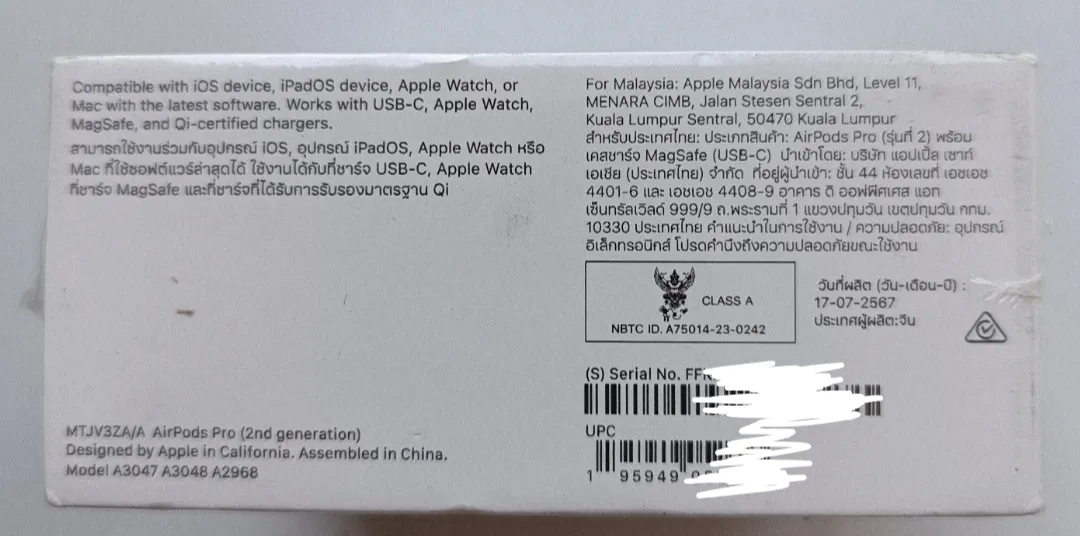 Compatible with iOS device, iPadOS device, Apple Watch, or
Mac with the latest software. Works with USB-C, Apple Watch,
MagSafe, and Qi-certified chargers.
สามารถใช้งานร่วมกับอุปกรณ์ iOS, อุปกรณ์ iPadOS, Apple Watch หรือ
Mac ที่ใช้ซอฟต์แวร์ล่าสุดได้ ใช้งานได้กับที่ชาร์จ USB-C, Apple Watch
ที่ชาร์จ MagSafe และที่ชาร์จที่ได้รับการรับรองมาตรฐาน Qi
MTJV3ZA/A AirPods Pro (2nd generation)
Designed by Apple in California. Assembled in China.
Model A3047 A3048 A2968
For Malaysia: Apple Malaysia Sdn Bhd, Level 11,
MENARA CIMB, Jalan Stesen Sentral 2,
Kuala Lumpur Sentral, 50470 Kuala Lumpur
สำหรับประเทศไทย: ประเภทสินค้า: AirPods Pro (รุ่นที่ 2) พร้อม
เคสชาร์จ MagSafe (USB-C) นำเข้าโดย: บริษัท แอปเปิ้ล เซาท์
เอเชีย (ประเทศไทย) จำกัด ที่อยู่ผู้นำเข้า: ชั้น 44 ห้องเลขที่ เอชเอช
4401-6 และ เอชเอช 4408-9 อาคาร ดิ ออฟฟิศเศส แอท
เซ็นทรัลเวิลด์ 999/9 ถ.พระรามที่ 1 แขวงปทุมวัน เขตปทุมวัน กทม.
10330 ประเทศไทย คำแนะนำในการใช้งาน / ความปลอดภัย: อุปกรณ์
อิเล็กทรอนิกส์ โปรดคำนึงถึงความปลอดภัยขณะใช้งาน
CLASS A
NBTC ID. A75014-23-0242
วันที่ผลิต (วัน-เดือน-ปี) :
17-07-2567
ประเทศผู้ผลิต:จีน
(S) Serial No.
UPC
1 95949